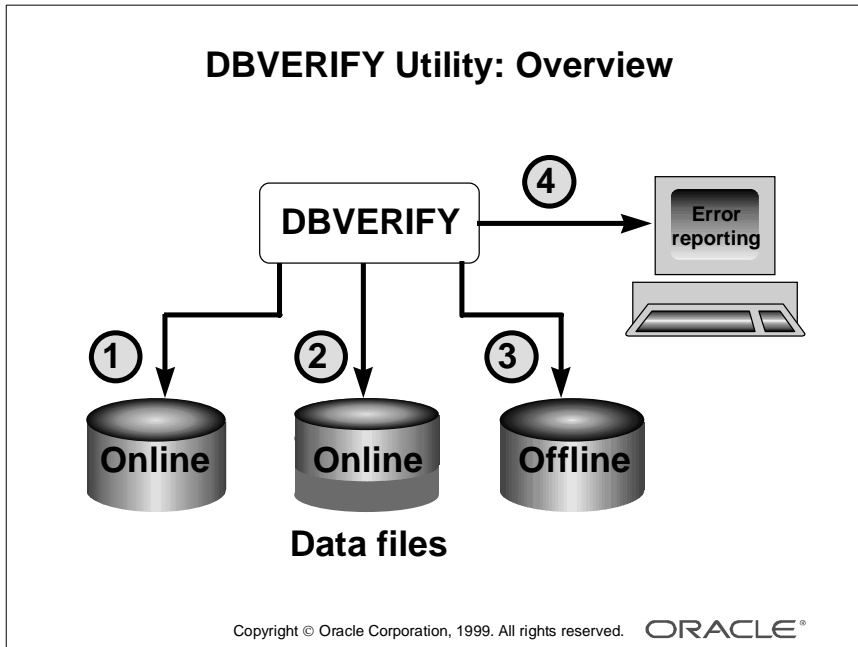 DBVERIFY Utility: Overview
4
DBVERIFY
Error
reporting
1
2
3
Online
Online
Offline
Data files
Copyright © Oracle Corporation, 1999. All rights reserved. ORACLE®